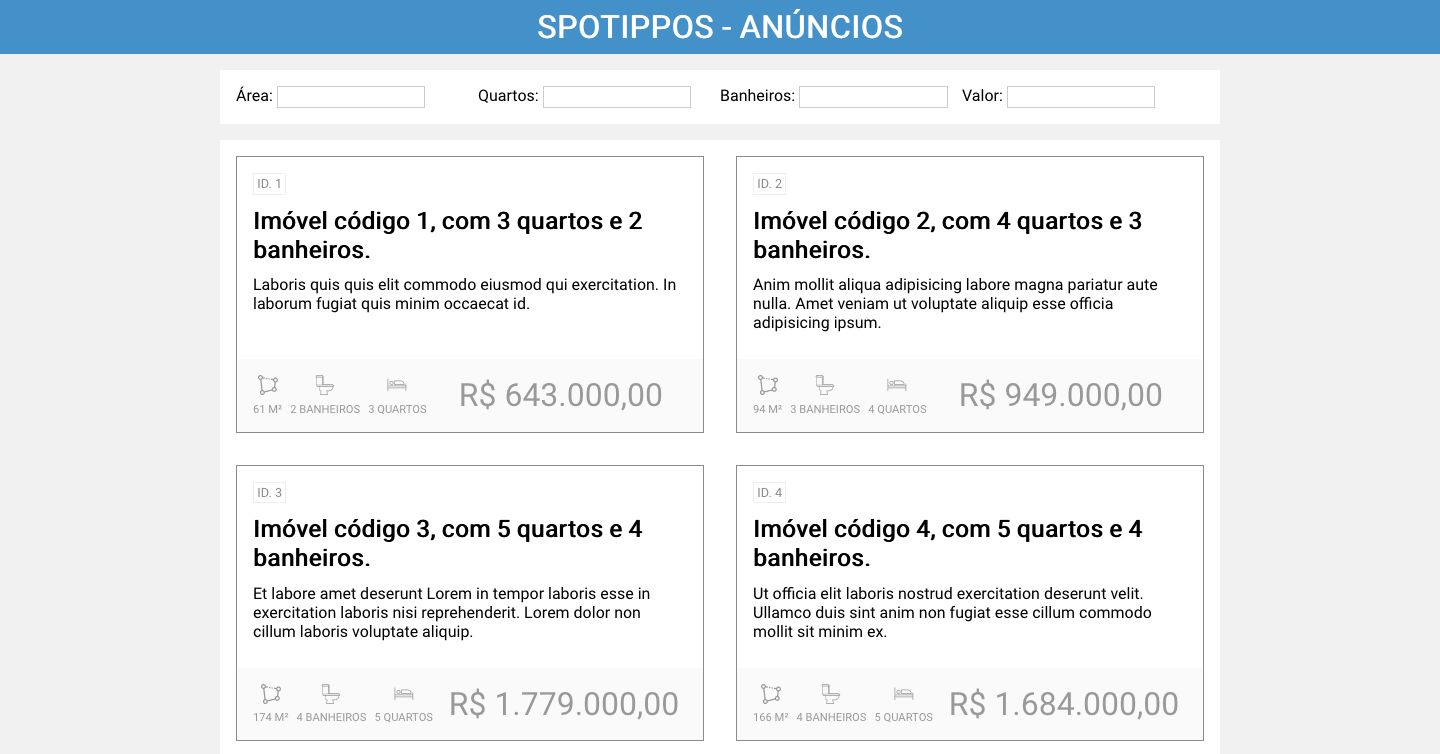 SPOTIPPOS - ANÚNCIOS
Área: Quartos: Banheiros: Valor:
ID. 1
Imóvel código 1, com 3 quartos e 2
banheiros.
Laboris quis quis elit commodo eiusmod qui exercitation. In
laborum fugiat quis minim occaecat id.
61 M² 2 BANHEIROS 3 QUARTOS
R$ 643.000,00
ID. 2
Imóvel código 2, com 4 quartos e 3
banheiros.
Anim mollit aliqua adipisicing labore magna pariatur aute
nulla. Amet veniam ut voluptate aliquip esse officia
adipisicing ipsum.
94 M² 3 BANHEIROS 4 QUARTOS
R$ 949.000,00
ID. 3
Imóvel código 3, com 5 quartos e 4
banheiros.
Et labore amet deserunt Lorem in tempor laboris esse in
exercitation laboris nisi reprehenderit. Lorem dolor non
cillum laboris voluptate aliquip.
174 M² 4 BANHEIROS 5 QUARTOS
R$ 1.779.000,00
ID. 4
Imóvel código 4, com 5 quartos e 4
banheiros.
Ut officia elit laboris nostrud exercitation deserunt velit.
Ullamco duis sint anim non fugiat esse cillum commodo
mollit sit minim ex.
166 M² 4 BANHEIROS 5 QUARTOS
R$ 1.684.000,00